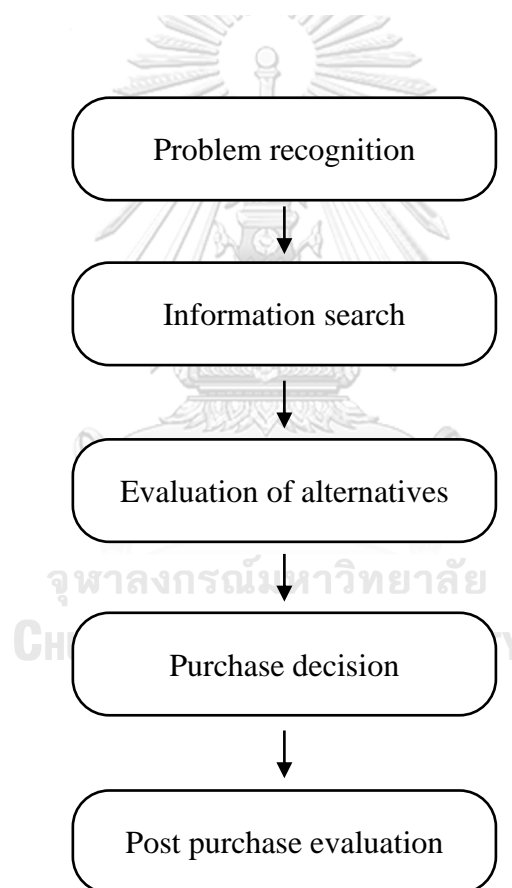 Problem recognition
Information search
Evaluation of alternatives
จุฬาลงกรณ์มหาวิทยาลัย
Purchase decision
Post purchase evaluation